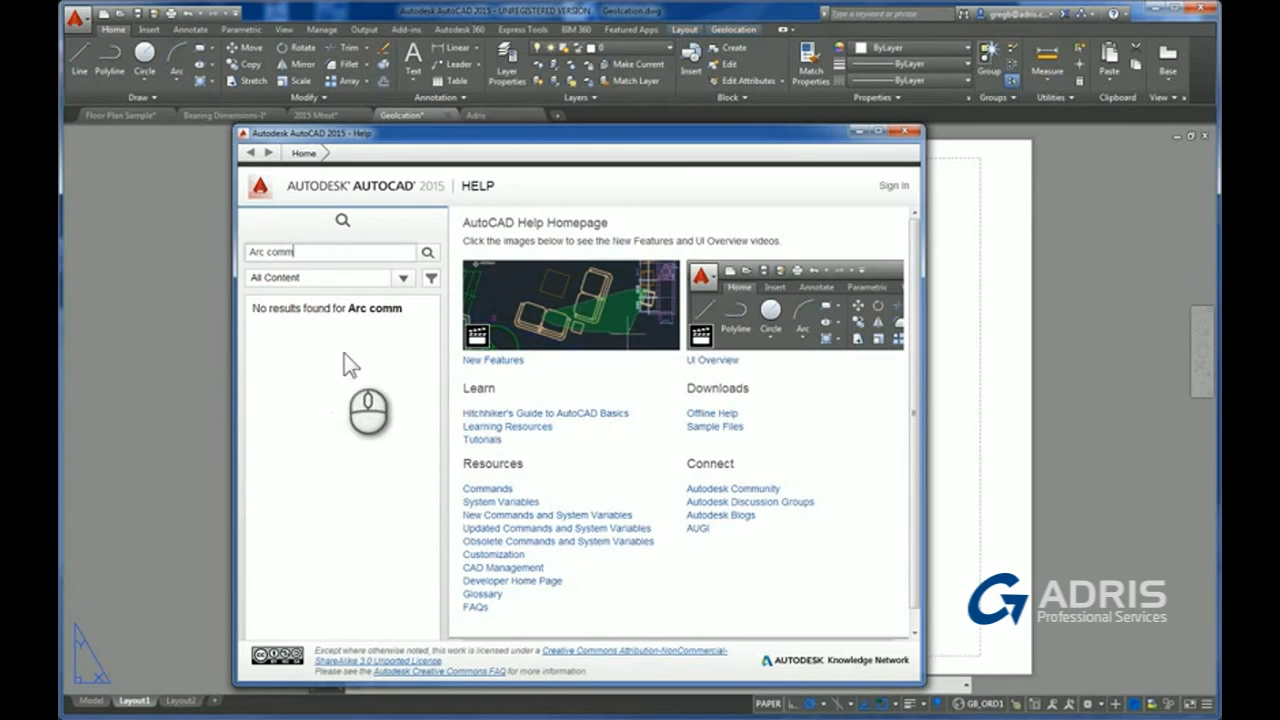 Autodesk AutoCAD 2015 - UNREGISTERED VERSION Geolcation.dwg
Type a keyword or phrase
gregb@adris.c...
Home Insert Annotate Parametric View Manage Output Add-ins Autodesk 360 Express Tools BIM 360 Featured Apps Layout Geolocation
Line Polyline Circle Arc
Move Rotate Trim
Copy Mirror Fillet
Stretch Scale Array
Text
Linear
Leader
Table
Layer Properties
0
Make Current
Match Layer
Insert
Create
Edit
Edit Attributes
Match Properties
ByLayer
ByLayer
ByLayer
Group Measure Paste Base
Draw Modify Annotation Layers Block Properties Groups Utilities Clipboard View
Floor Plan Sample* Bearing Dimensions-I* 2015 Mtext* Geolcation* Adris
Autodesk AutoCAD 2015 - Help
Home
AUTODESK® AUTOCAD® 2015 | HELP
Sign In
Arc comm
All Content
No results found for Arc comm
AutoCAD Help Homepage
Click the images below to see the New Features and UI Overview videos.
Home Insert Annotate Parametric
Polyline Circle Arc
New Features
UI Overview
Learn
Hitchhiker's Guide to AutoCAD Basics
Learning Resources
Tutorials
Downloads
Offline Help
Sample Files
Resources
Commands
System Variables
New Commands and System Variables
Updated Commands and System Variables
Obsolete Commands and System Variables
Customization
CAD Management
Developer Home Page
Glossary
FAQs
Connect
Autodesk Community
Autodesk Discussion Groups
Autodesk Blogs
AUGI
Except where otherwise noted, this work is licensed under a Creative Commons Attribution-NonCommercial-
ShareAlike 3.0 Unported License.
Please see the Autodesk Creative Commons FAQ for more information.
AUTODESK Knowledge Network
ADRIS
Professional Services
Y
X
Model Layout1 Layout2
PAPER
GB_ORD1